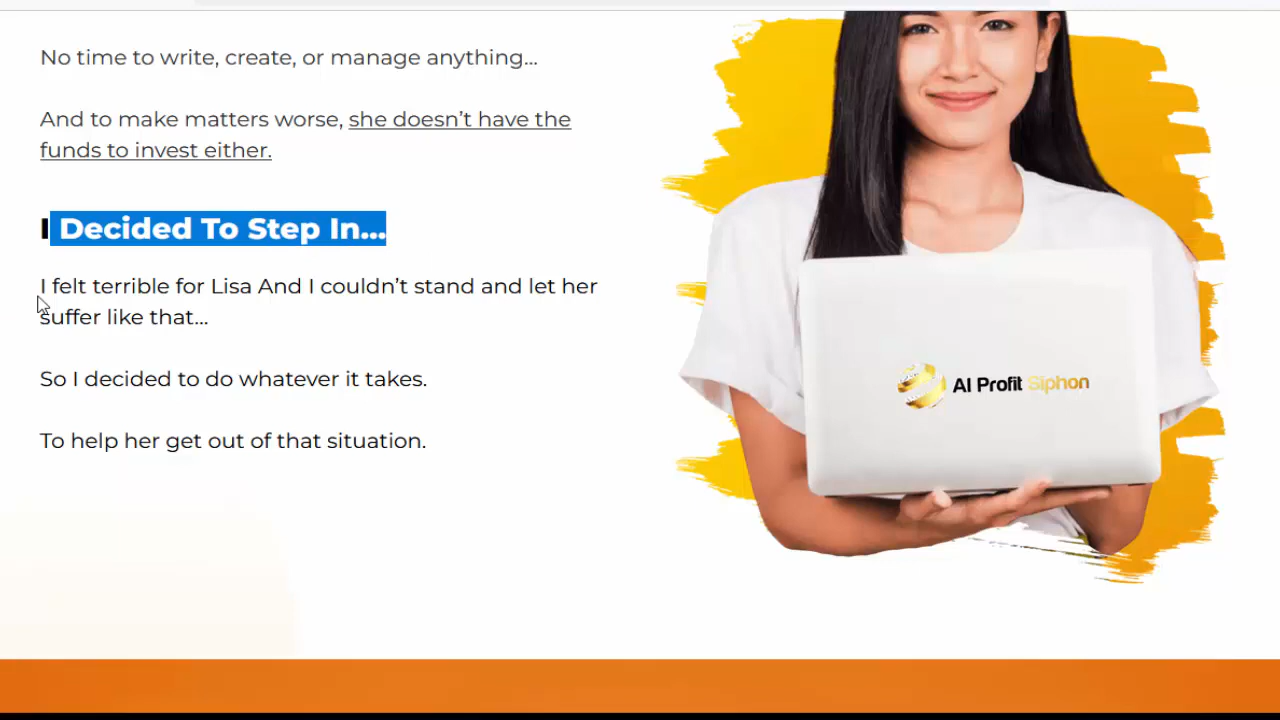 No time to write, create, or manage anything...
And to make matters worse, she doesn't have the
funds to invest either.
I Decided To Step In...
I felt terrible for Lisa And I couldn't stand and let her
suffer like that...
So I decided to do whatever it takes.
To help her get out of that situation.
AI Profit Siphon